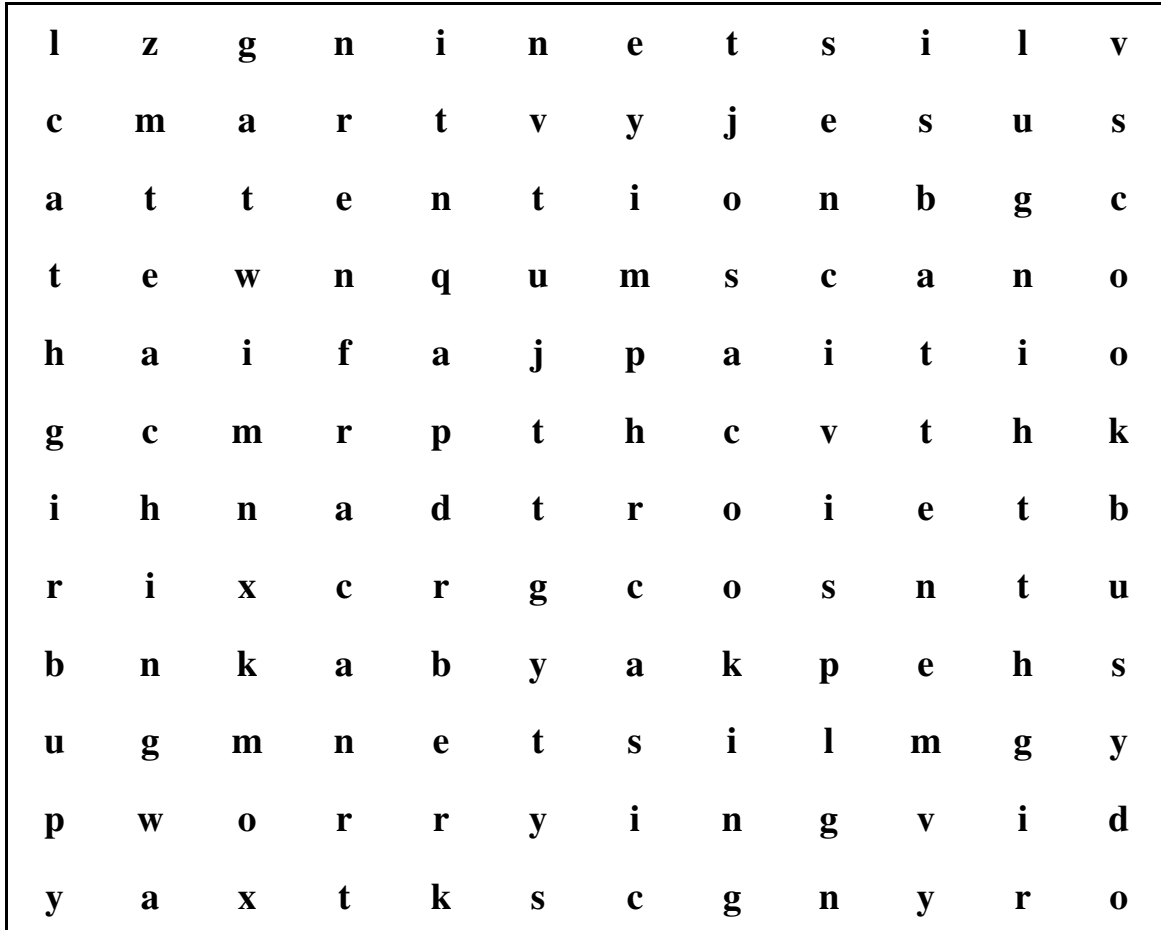 l z g n i n e t s i l v
c m a r t v y j e s u s
a t t e n t i o n b g c
t e w n q u m s c a n o
h a i f a j p a i t i o
g c m r p t h c v t h k
i h n a d t r o i e t b
r i x c r g c o s n t u
b n k a b y a k p e h s
u g m n e t s i l m g y
p w o r r y i n g v i d
y a x t k s c g n y r o